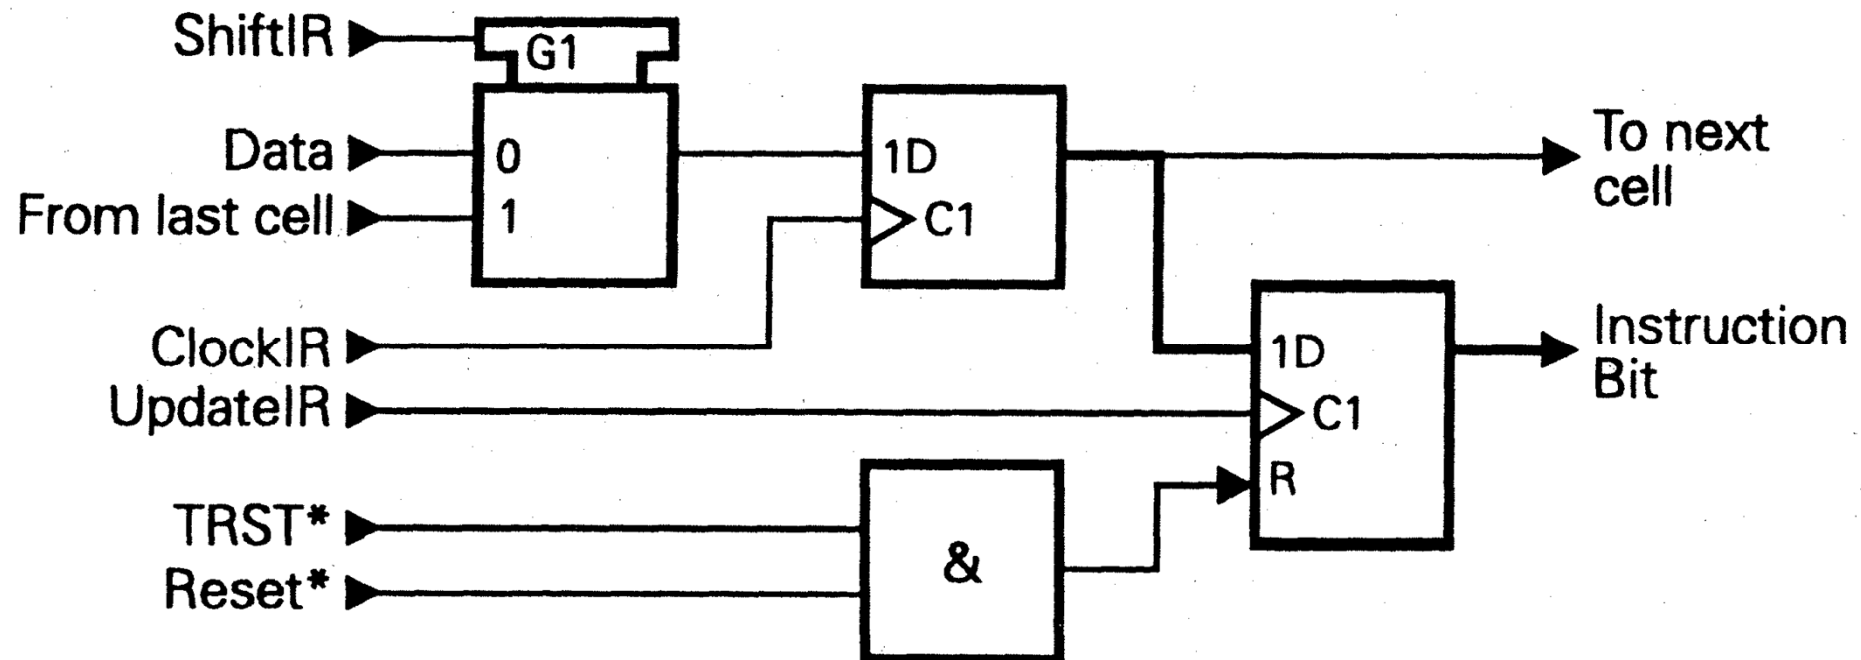 ShiftIR
G1
Data
0
1D
To next
cell
From last cell
1
C1
ClockIR
1D
Instruction
Bit
UpdateIR
C1
R
TRST*
&
Reset*